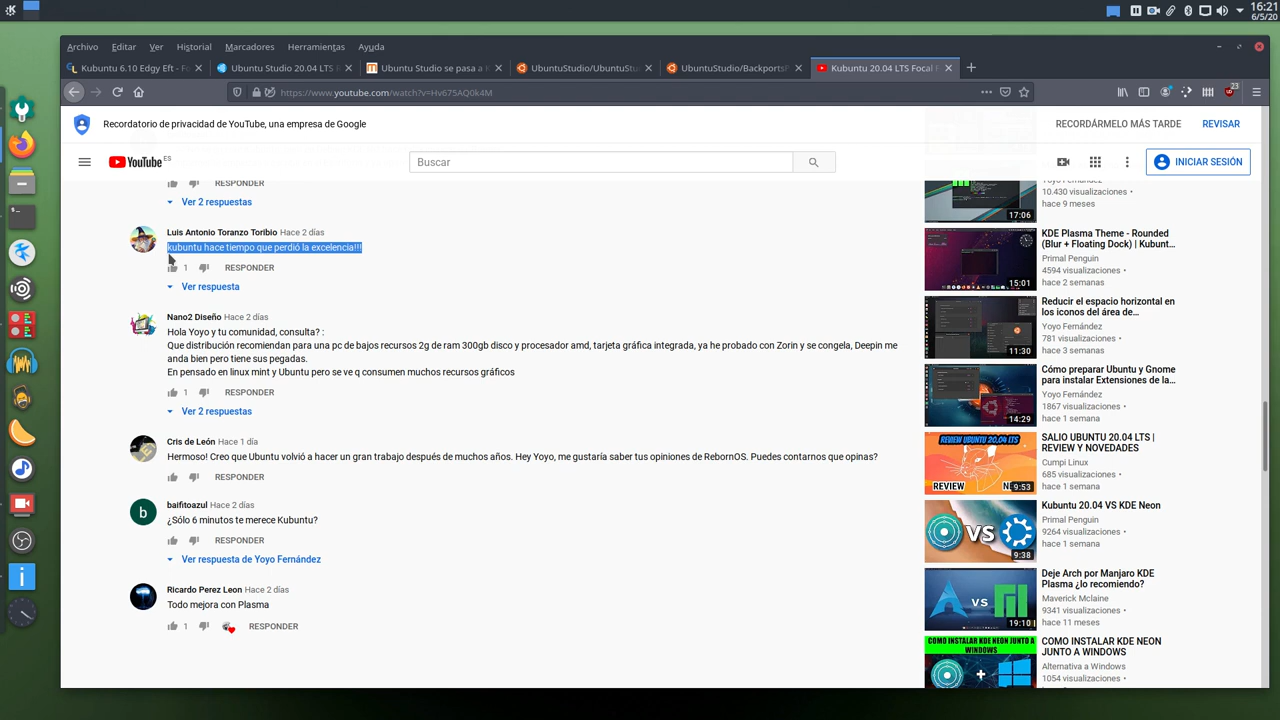 16:21
6/5/20
Archivo Editar Ver Historial Marcadores Herramientas Ayuda
Kubuntu 6.10 Edgy Eft - Fo
Ubuntu Studio 20.04 LTS
Ubuntu Studio se pasa a
UbuntuStudio/UbuntuStu
UbuntuStudio/BackportsP
Kubuntu 20.04 LTS Focal
https://www.youtube.com/watch?v=Hv675AQ0k4M
23
Recordatorio de privacidad de YouTube, una empresa de Google
RECORDÁRMELO MÁS TARDE
REVISAR
YouTube ES
Buscar
INICIAR SESIÓN
RESPONDER
Ver 2 respuestas
Luis Antonio Toranzo Toribio Hace 2 días
kubuntu hace tiempo que perdió la excelencia!!!
1 RESPONDER
Ver respuesta
Nano2 Diseño Hace 2 días
Hola Yoyo y tu comunidad, consulta? :
Que distribución recomiendan para una pc de bajos recursos 2g de ram 300gb disco y procesador amd, tarjeta gráfica integrada, ya he probado con Zorin y se congela, Deepin me
anda bien pero tiene sus pegadas.
En pensado en linux mint y Ubuntu pero se ve q consumen muchos recursos gráficos
1 RESPONDER
Ver 2 respuestas
Cris de León Hace 1 día
Hermoso! Creo que Ubuntu volvió a hacer un gran trabajo después de muchos años. Hey Yoyo, me gustaría saber tus opiniones de RebornOS. Puedes contarnos que opinas?
RESPONDER
b
baifitoazul Hace 2 días
¿Sólo 6 minutos te merece Kubuntu?
RESPONDER
Ver respuesta de Yoyo Fernández
Ricardo Perez Leon Hace 2 días
Todo mejora con Plasma
1 RESPONDER
Yoyo Fernández
10.430 visualizaciones •
hace 9 meses
17:06
KDE Plasma Theme - Rounded
(Blur + Floating Dock) | Kubunt...
Primal Penguin
4594 visualizaciones •
hace 2 semanas
15:01
Reducir el espacio horizontal en
los iconos del área de...
Yoyo Fernández
781 visualizaciones •
hace 3 semanas
11:30
Cómo preparar Ubuntu y Gnome
para instalar Extensiones de la...
Yoyo Fernández
1867 visualizaciones •
hace 1 semana
14:29
SALIO UBUNTU 20.04 LTS |
REVIEW Y NOVEDADES
Cumpi Linux
685 visualizaciones •
hace 1 semana
REVIEW UBUNTU 20.04 LTS
REVIEW
9:53
Kubuntu 20.04 VS KDE Neon
Primal Penguin
9264 visualizaciones •
hace 1 semana
VS
9:38
Deje Arch por Manjaro KDE
Plasma ¿lo recomiendo?
Maverick Mclaine
9341 visualizaciones •
hace 11 meses
VS
19:10
COMO INSTALAR KDE NEON
JUNTO A WINDOWS
Alternativa a Windows
1054 visualizaciones •
COMO INSTALAR KDE NEON JUNTO A
WINDOWS